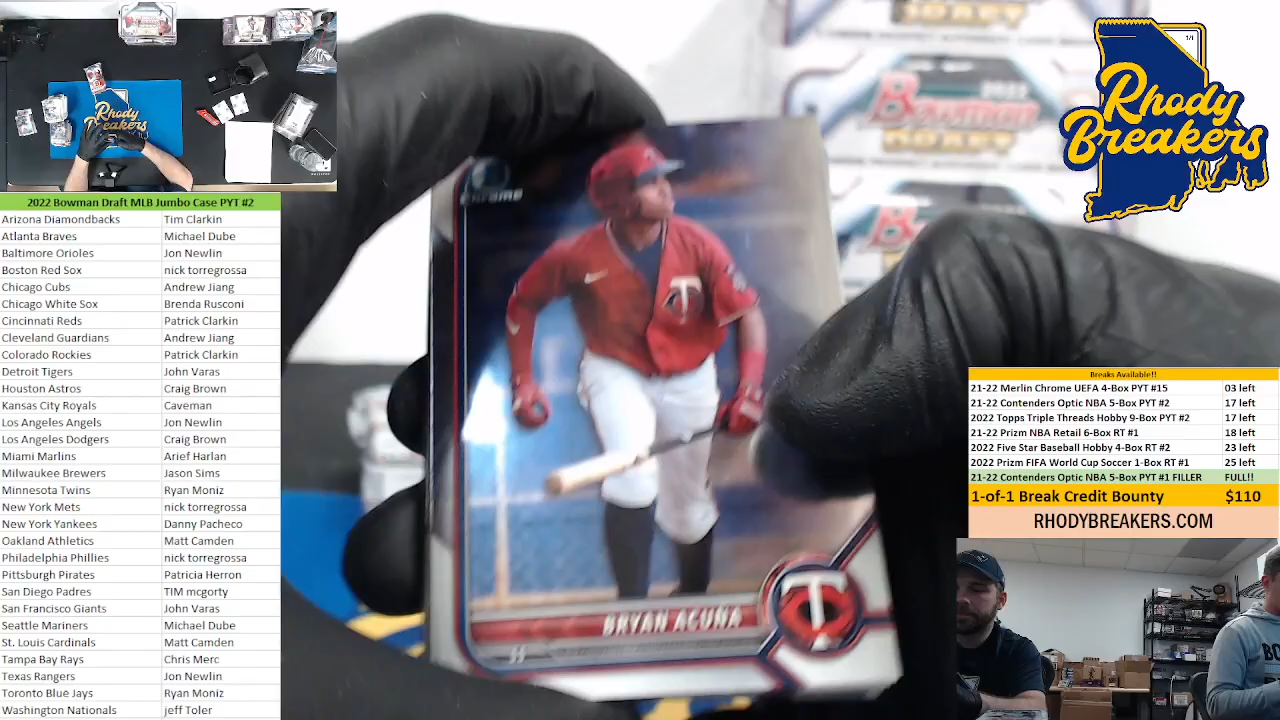 2022 Bowman Draft MLB Jumbo Case PYT #2
Arizona Diamondbacks Tim Clarkin
Atlanta Braves Michael Dube
Baltimore Orioles Jon Newlin
Boston Red Sox nick torregrossa
Chicago Cubs Andrew Jiang
Chicago White Sox Brenda Rusconi
Cincinnati Reds Patrick Clarkin
Cleveland Guardians Andrew Jiang
Colorado Rockies Patrick Clarkin
Detroit Tigers John Varas
Houston Astros Craig Brown
Kansas City Royals Caveman
Los Angeles Angels Jon Newlin
Los Angeles Dodgers Craig Brown
Miami Marlins Arief Harlan
Milwaukee Brewers Jason Sims
Minnesota Twins Ryan Moniz
New York Mets nick torregrossa
New York Yankees Danny Pacheco
Oakland Athletics Matt Camden
Philadelphia Phillies nick torregrossa
Pittsburgh Pirates Patricia Herron
San Diego Padres TIM mcgorty
San Francisco Giants John Varas
Seattle Mariners Michael Dube
St. Louis Cardinals Matt Camden
Tampa Bay Rays Chris Merc
Texas Rangers Jon Newlin
Toronto Blue Jays Ryan Moniz
Washington Nationals jeff Toler
Rhody
Breakers
Chrome
T
BRYAN ACUÑA
T
2022
Bowman
DRAFT
1/1
Rhody
Breakers
Breaks Available!!
21-22 Merlin Chrome UEFA 4-Box PYT #15 03 left
21-22 Contenders Optic NBA 5-Box PYT #2 17 left
2022 Topps Triple Threads Hobby 9-Box PYT #2 17 left
21-22 Prizm NBA Retail 6-Box RT #1 18 left
2022 Five Star Baseball Hobby 4-Box RT #2 23 left
2022 Prizm FIFA World Cup Soccer 1-Box RT #1 25 left
21-22 Contenders Optic NBA 5-Box PYT #1 FILLER FULL!!
1-of-1 Break Credit Bounty $110
RHODYBREAKERS.COM